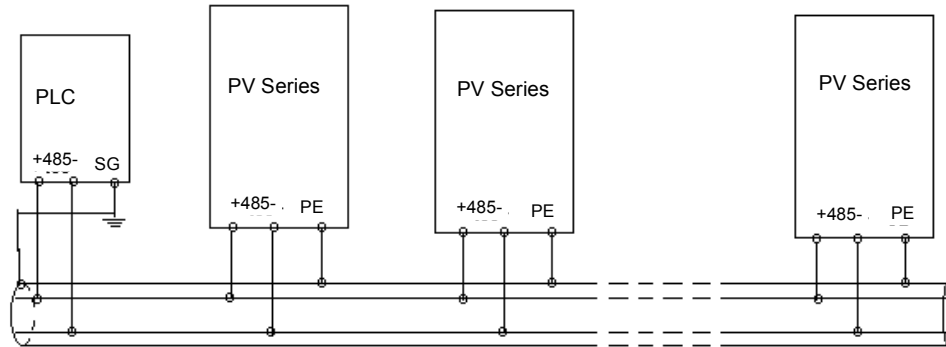 PLC
+485- SG
PV Series
+485- PE
PV Series
+485- PE
PV Series
+485- PE